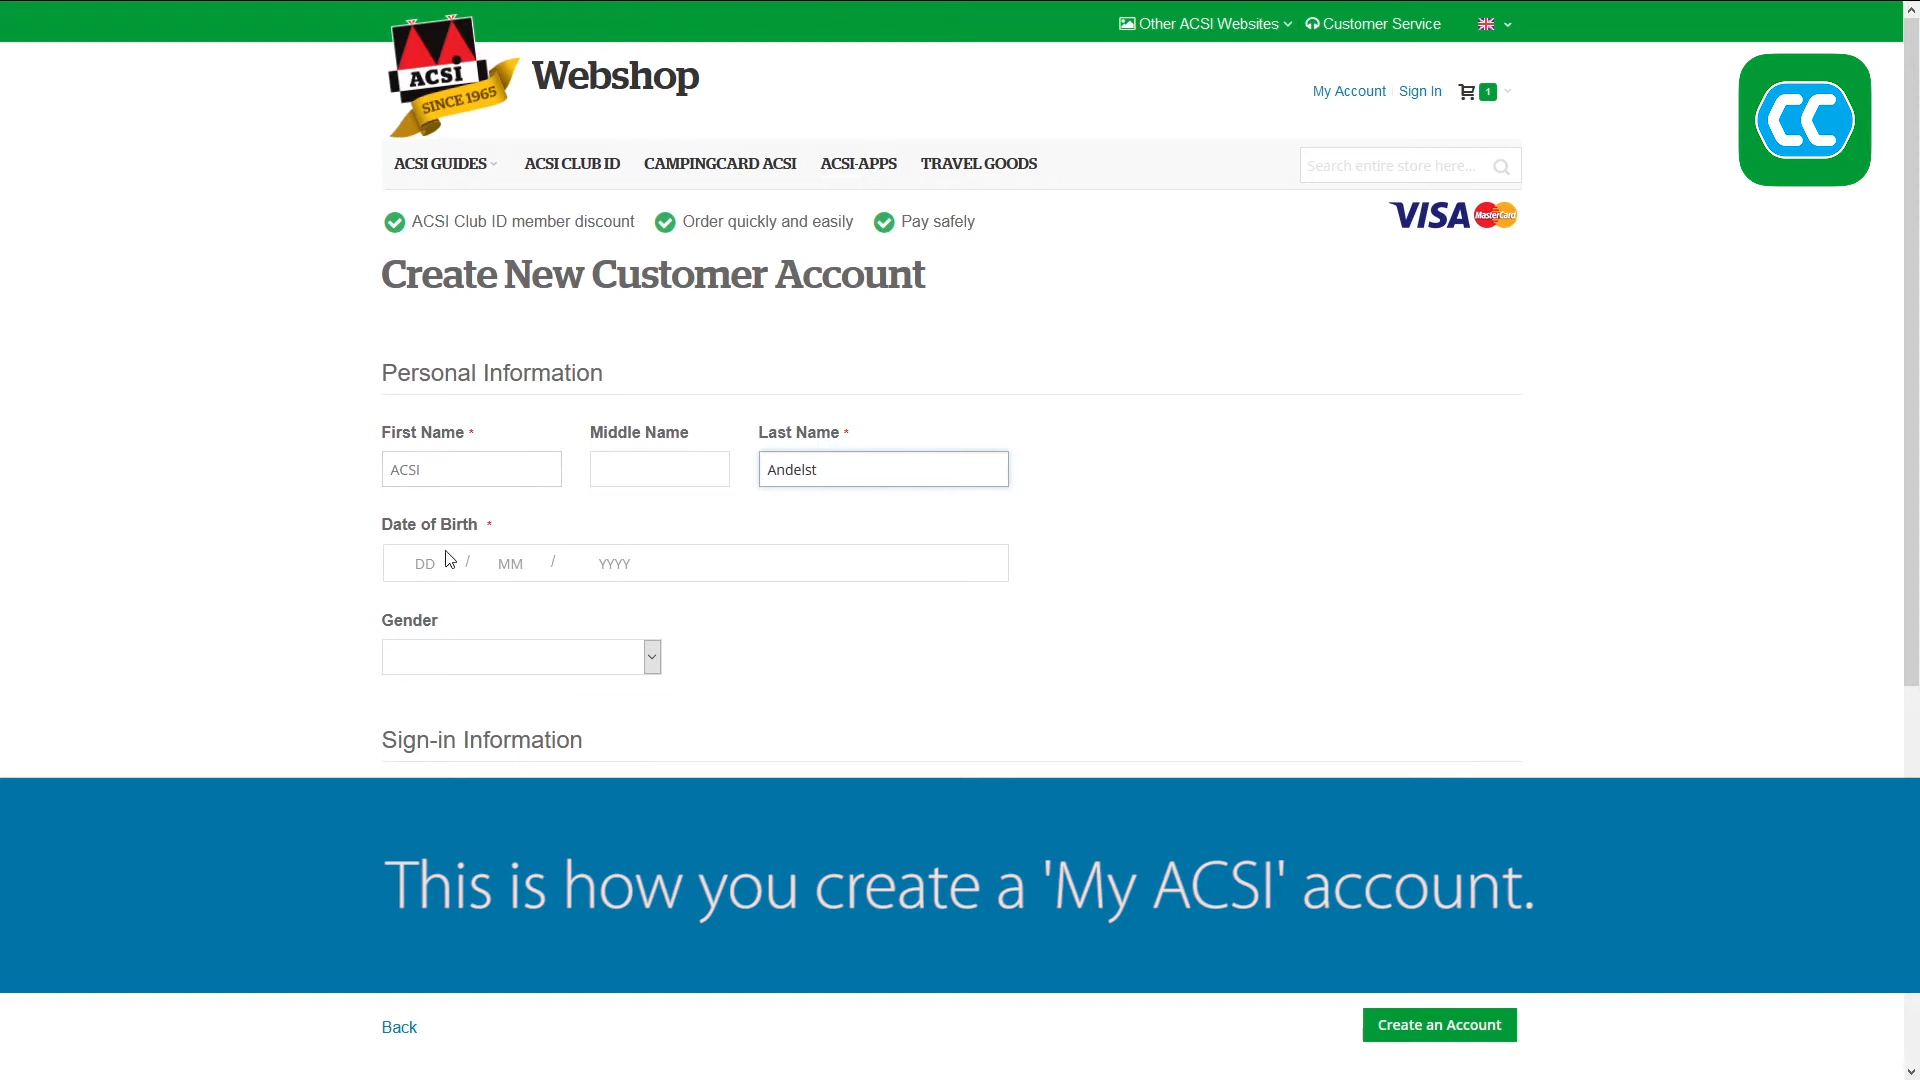 Other ACSI Websites
Customer Service
ACSI
SINCE 1965
Webshop
My Account
Sign In
1
CC
ACSI GUIDES
ACSI CLUB ID
CAMPINGCARD ACSI
ACSI-APPS
TRAVEL GOODS
Search entire store here...
ACSI Club ID member discount
Order quickly and easily
Pay safely
VISA
MasterCard
Create New Customer Account
Personal Information
First Name *
Middle Name
Last Name *
ACSI
Andelst
Date of Birth *
DD / MM / YYYY
Gender
Sign-in Information
This is how you create a 'My ACSI' account.
Back
Create an Account